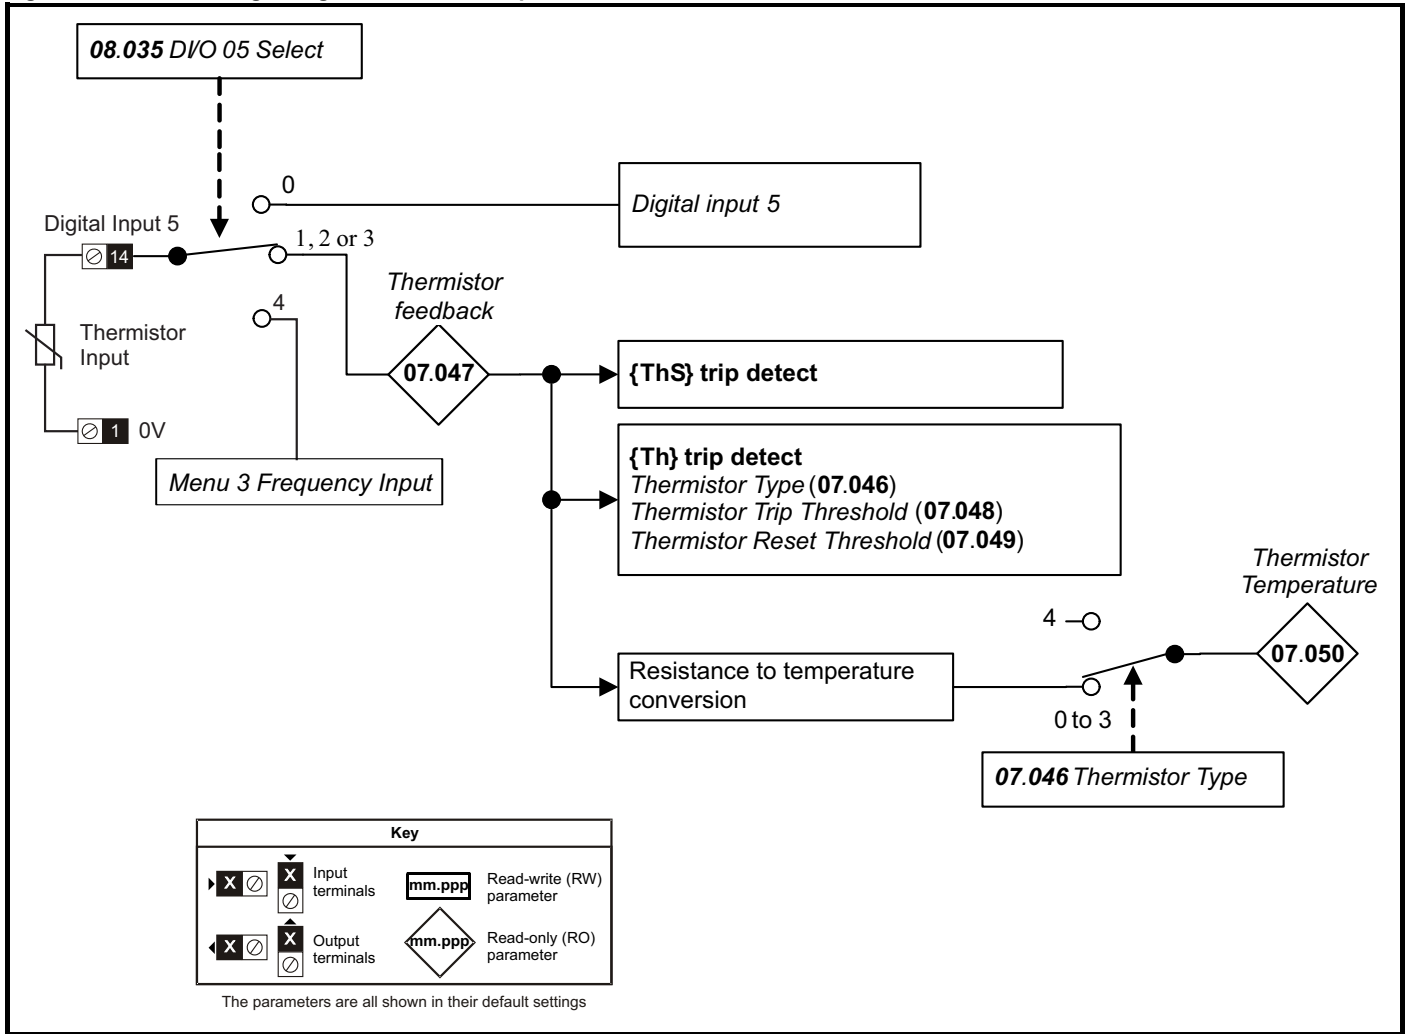 08.035 DI/O 05 Select
0
Digital input 5
Digital Input 5
14
1, 2 or 3
Thermistor
feedback
4
Thermistor
Input
07.047
{ThS} trip detect
1 0V
Menu 3 Frequency Input
{Th} trip detect
Thermistor Type (07.046)
Thermistor Trip Threshold (07.048)
Thermistor Reset Threshold (07.049)
Thermistor
Temperature
4
07.050
Resistance to temperature
conversion
0 to 3
07.046 Thermistor Type
Key
X
X
Input
terminals
mm.ppp
Read-write (RW)
parameter
X
X
Output
terminals
mm.ppp
Read-only (RO)
parameter
The parameters are all shown in their default settings